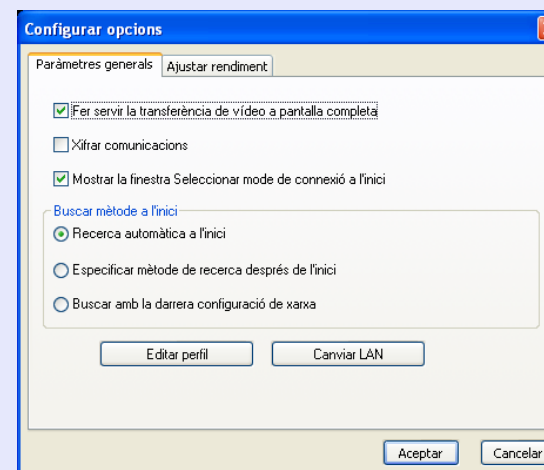 Configurar opcions
Paràmetres generals
Ajustar rendiment
Fer servir la transferència de vídeo a pantalla completa
Xifrar comunicacions
Mostrar la finestra Seleccionar mode de connexió a l'inici
Buscar mètode a l'inici
Recerca automàtica a l'inici
Especificar mètode de recerca després de l'inici
Buscar amb la darrera configuració de xarxa
Editar perfil
Canviar LAN
Aceptar
Cancelar